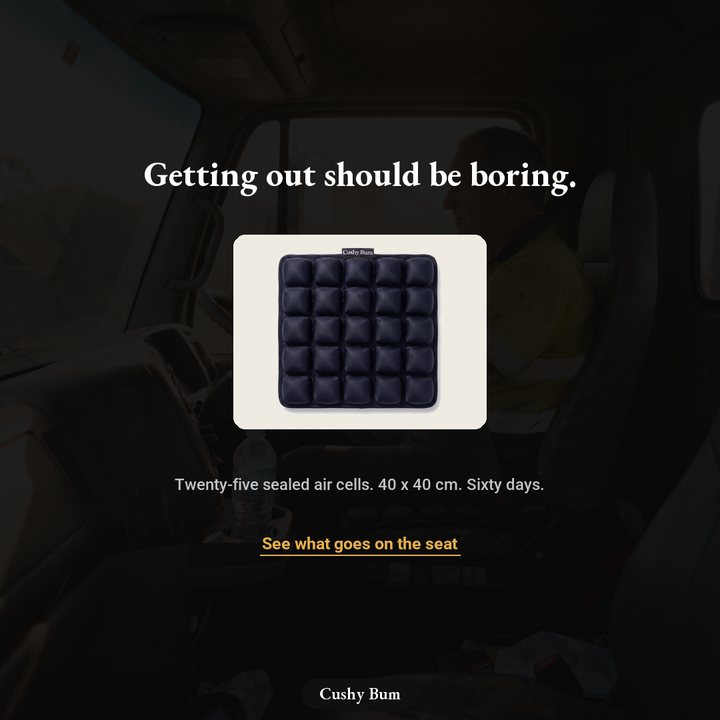 Getting out should be boring.
Cushy Bum
Twenty-five sealed air cells. 40 x 40 cm. Sixty days.
See what goes on the seat
Cushy Bum